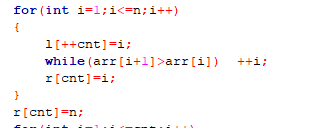 for(int i=1;i<=n;i++)
{
l[++cnt]=i;
while(arr[i+1]>arr[i])  ++i;
r[cnt]=i;
}
r[cnt]=n;